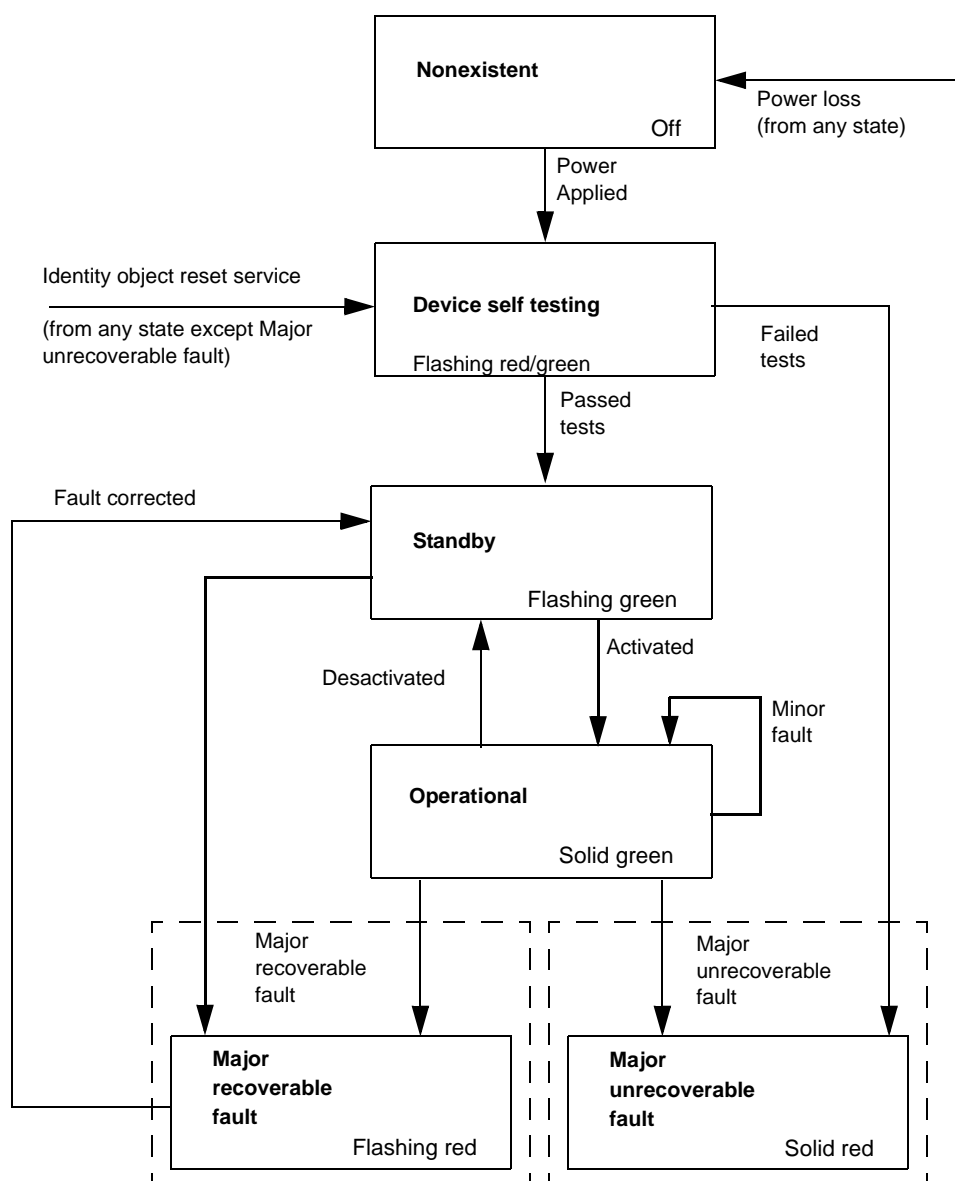 Nonexistent
Off
Power loss
(from any state)
Power
Applied
Identity object reset service
(from any state except Major
unrecoverable fault)
Device self testing
Flashing red/green
Failed
tests
Passed
tests
Fault corrected
Standby
Flashing green
Activated
Desactivated
Minor
fault
Operational
Solid green
Major
recoverable
fault
Major
unrecoverable
fault
Major
recoverable
fault
Flashing red
Major
unrecoverable
fault
Solid red